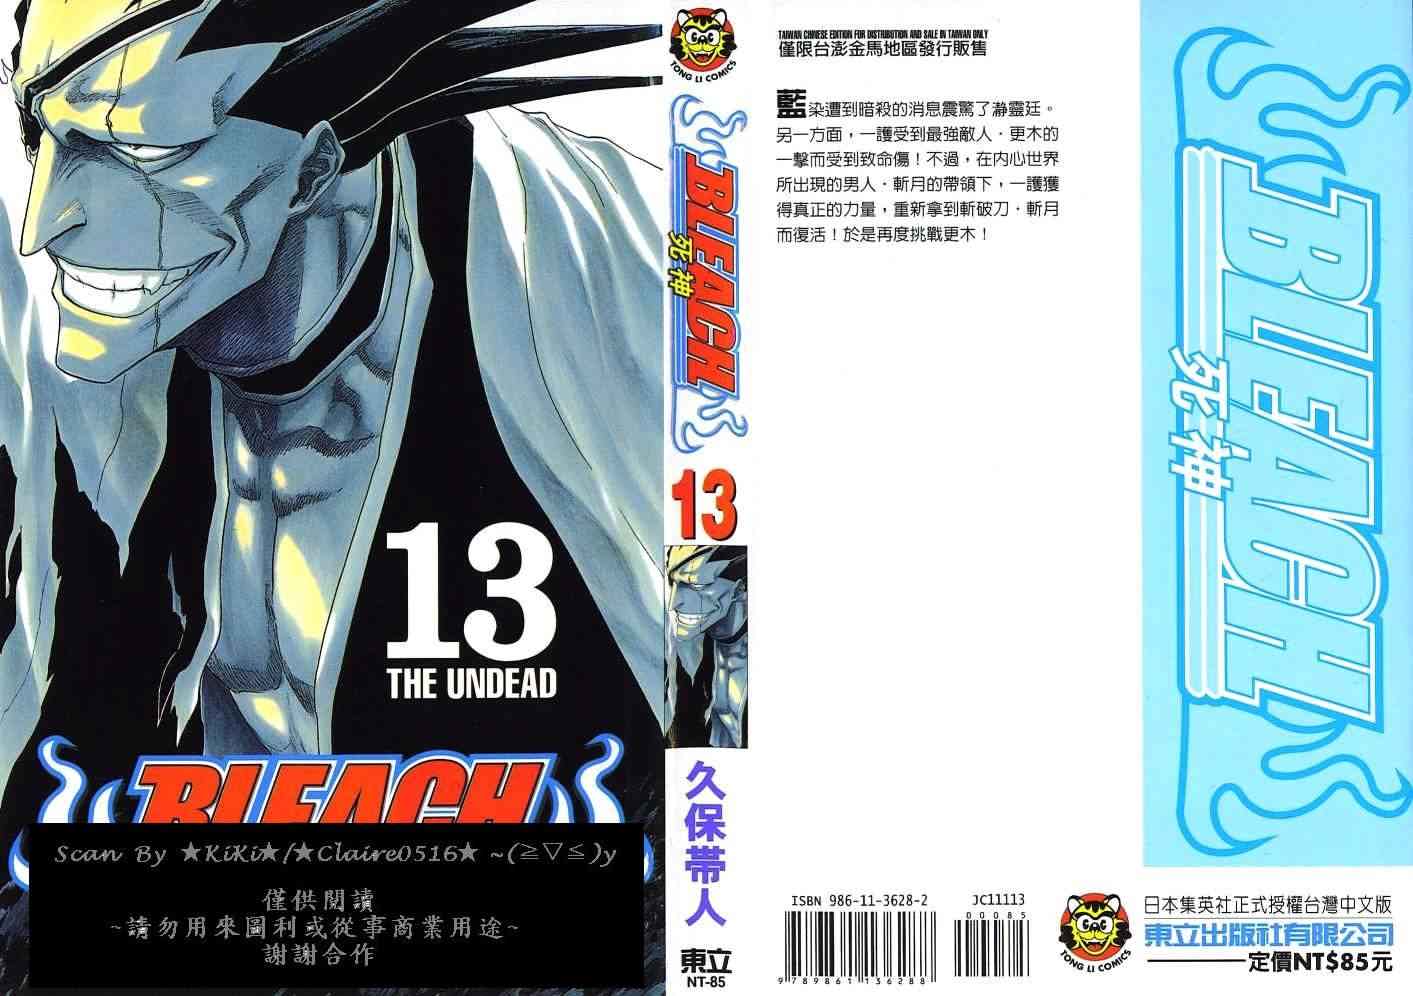 13
THE UNDEAD
BLEACH
Scan By ★KiKi★/★Claire0516★ ~(≧▽≦)y
僅供閱讀
~請勿用來圖利或從事商業用途~
謝謝合作
TONG LI COMICS
BLEACH
死神
13
久保帯人
東立
NT-85
TAIWAN CHINESE EDITION FOR DISTRIBUTION AND SALE IN TAIWAN ONLY
僅限台澎金馬地區發行販售
藍染遭到暗殺的消息震驚了瀞靈廷。
另一方面，一護受到最強敵人・更木的
一擊而受到致命傷！不過，在內心世界
所出現的男人・斬月的帶領下，一護獲
得真正的力量，重新拿到斬破刀・斬月
而復活！於是再度挑戰更木！
ISBN 986-11-3628-2
9789861136288
JC11113
00085
BLEACH
死神
TONG LI COMICS
日本集英社正式授權台灣中文版
東立出版社有限公司
定價NT$85元